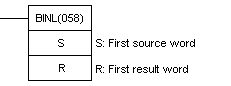 BINL(058)
S S: First source word
R R: First result word